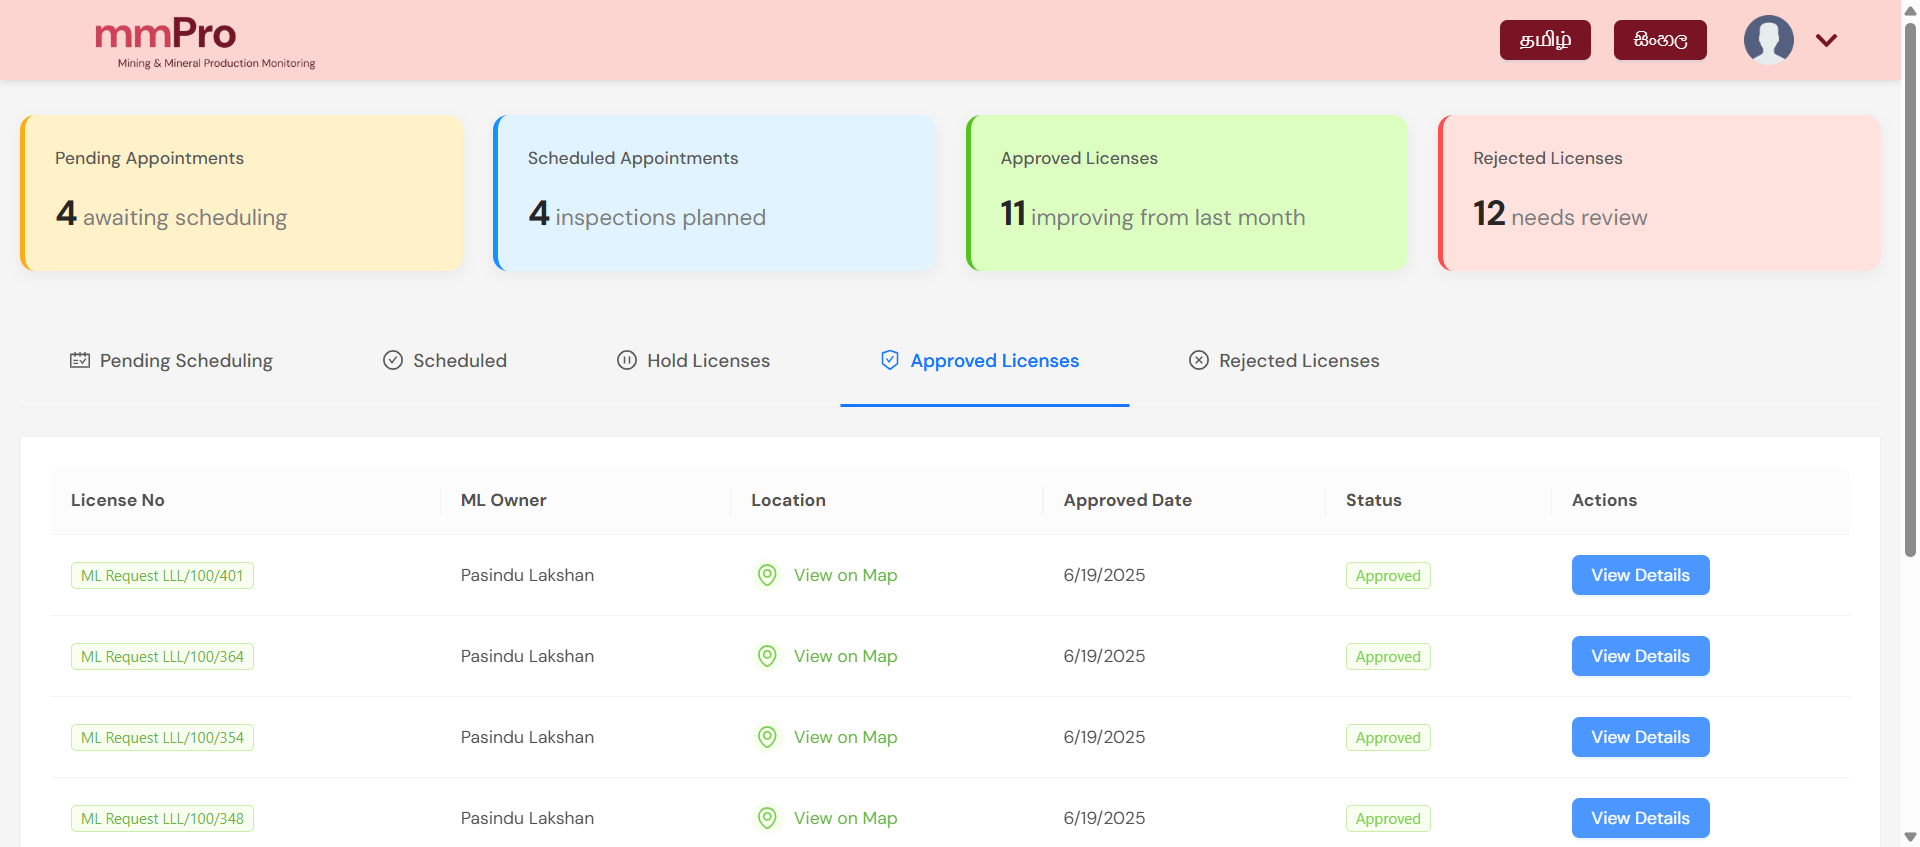 mmPro
Mining & Mineral Production Monitoring
தமிழ்
සිංහල
Pending Appointments
4 awaiting scheduling
Scheduled Appointments
4 inspections planned
Approved Licenses
11 improving from last month
Rejected Licenses
12 needs review
Pending Scheduling
Scheduled
Hold Licenses
Approved Licenses
Rejected Licenses
License No ML Owner Location Approved Date Status Actions
ML Request LLL/100/401 Pasindu Lakshan View on Map 6/19/2025 Approved View Details
ML Request LLL/100/364 Pasindu Lakshan View on Map 6/19/2025 Approved View Details
ML Request LLL/100/354 Pasindu Lakshan View on Map 6/19/2025 Approved View Details
ML Request LLL/100/348 Pasindu Lakshan View on Map 6/19/2025 Approved View Details